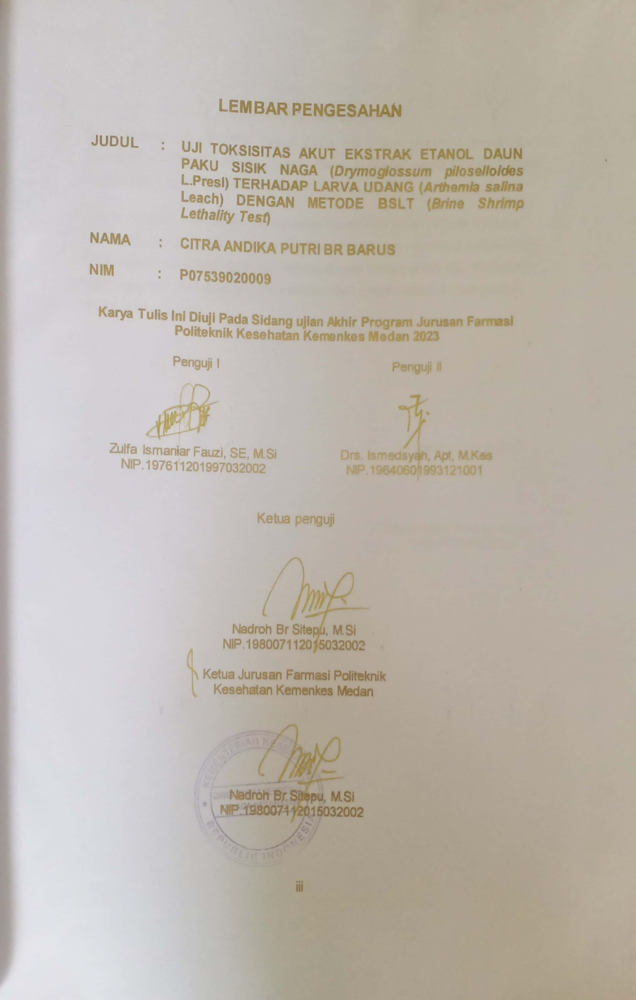 LEMBAR PENGESAHAN
JUDUL : UJI TOKSISITAS AKUT EKSTRAK ETANOL DAUN
PAKU SISIK NAGA (Drymoglossum piloselloides
L.Presl) TERHADAP LARVA UDANG (Arthemia salina
Leach) DENGAN METODE BSLT (Brine Shrimp
Lethality Test)
NAMA : CITRA ANDIKA PUTRI BR BARUS
NIM : P07539020009
Karya Tulis Ini Diuji Pada Sidang ujian Akhir Program Jurusan Farmasi
Politeknik Kesehatan Kemenkes Medan 2023
Penguji I
Zulfa Ismaniar Fauzi, SE, M.Si
NIP.197611201997032002
Penguji II
Drs. Ismedsyah, Apt, M.Kes
NIP.196406011993121001
Ketua penguji
Nadroh Br Sitepu, M.Si
NIP.198007112015032002
Ketua Jurusan Farmasi Politeknik
Kesehatan Kemenkes Medan
KEMENTERIAN
Nadroh Br Sitepu, M.Si
NIP.198007112015032002
REPUBLIK INDONESIA
iii